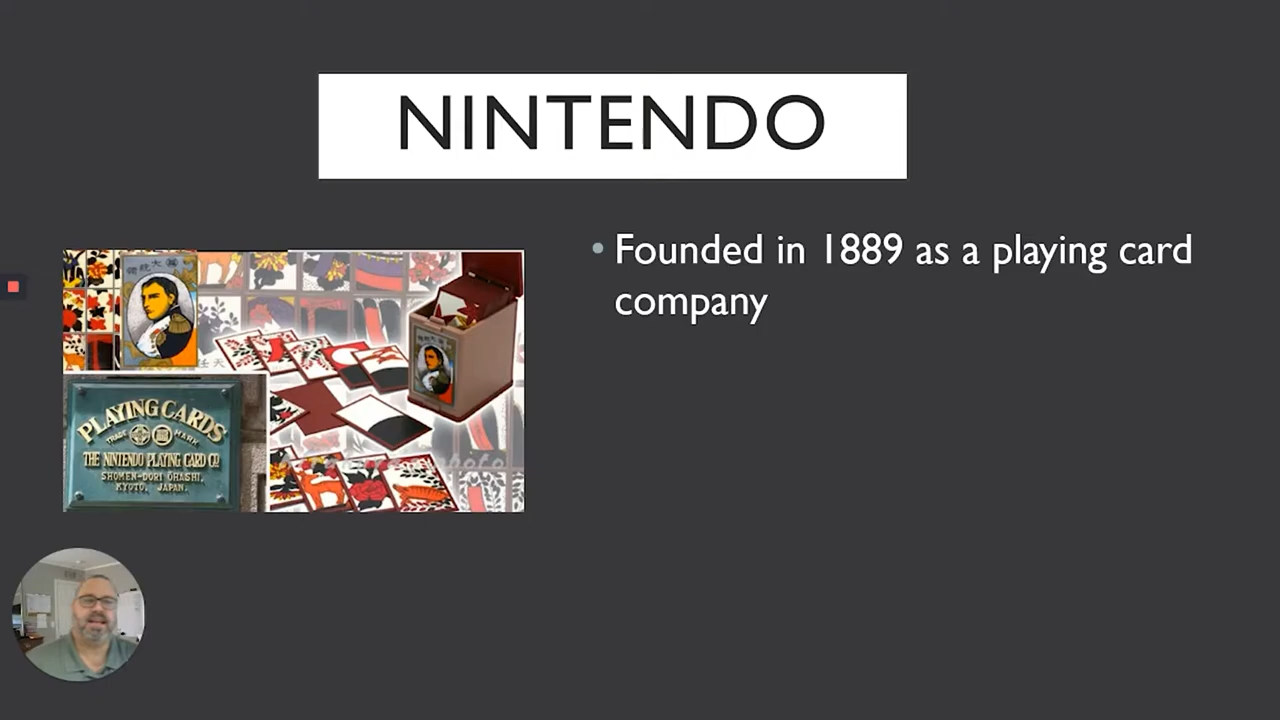 NINTENDO
• Founded in 1889 as a playing card
company
PLAYING CARDS
TRADE MARK
THE NINTENDO PLAYING CARD CO
SHOMEN-DORI OHASHI,
KYOTO, JAPAN.